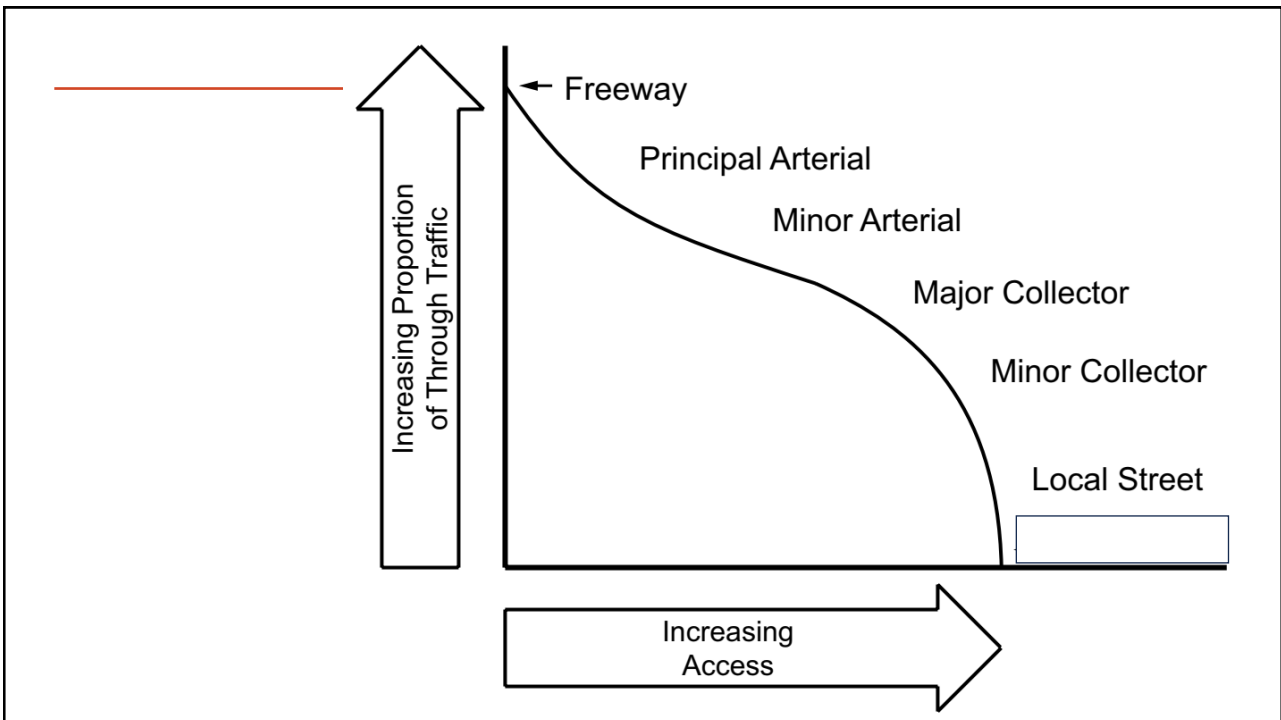 Freeway
Principal Arterial
Minor Arterial
Major Collector
Minor Collector
Local Street
Increasing Proportion
of Through Traffic
Increasing
Access